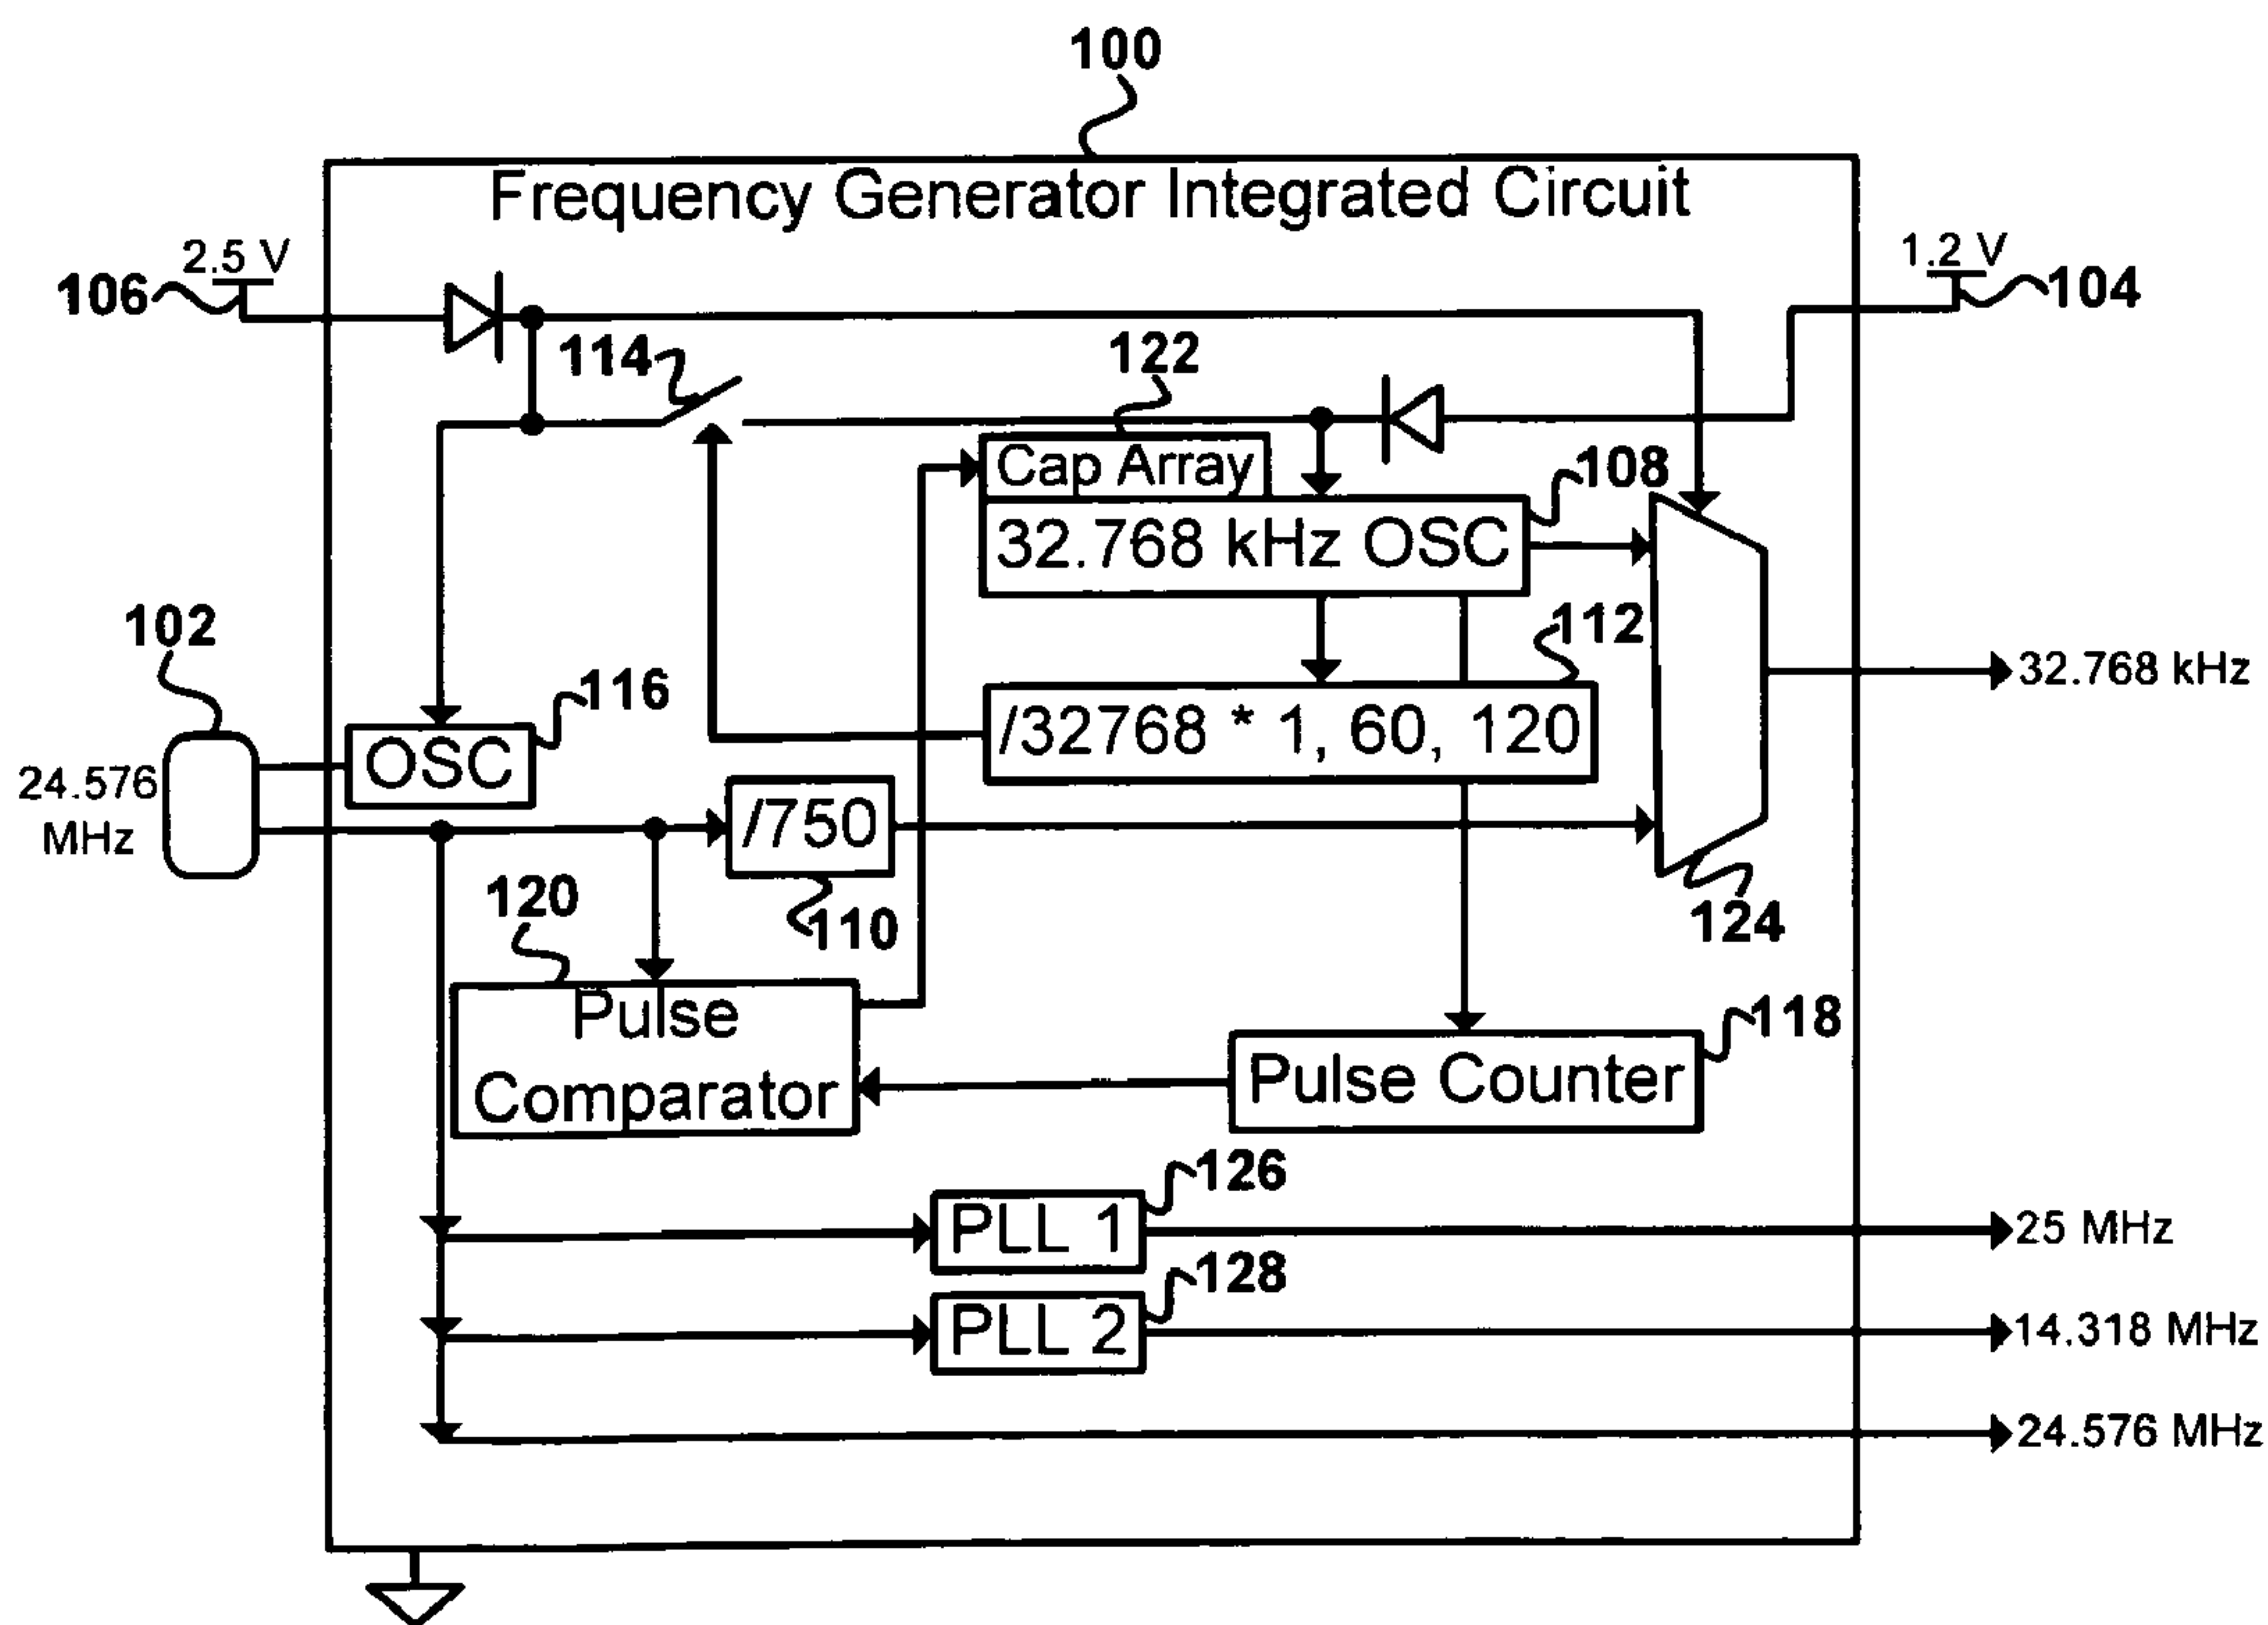 100
Frequency Generator Integrated Circuit
2.5 V
1.2 V
106
104
114
122
Cap Array
108
32.768 kHz OSC
102
112
116
32.768 kHz
/32768 * 1, 60, 120
OSC
24.576
MHz
/750
120
110
124
Pulse
Comparator
118
Pulse Counter
126
PLL 1
25 MHz
128
PLL 2
14.318 MHz
24.576 MHz